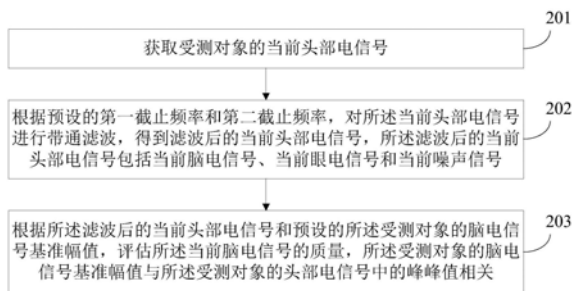 201
获取受测对象的当前头部电信号
202
根据预设的第一截止频率和第二截止频率，对所述当前头部电信号
进行带通滤波，得到滤波后的当前头部电信号，所述滤波后的当前
头部电信号包括当前脑电信号、当前眼电信号和当前噪声信号
203
根据所述滤波后的当前头部电信号和预设的所述受测对象的脑电信
号基准幅值，评估所述当前脑电信号的质量，所述受测对象的脑电
信号基准幅值与所述受测对象的头部电信号中的峰峰值相关